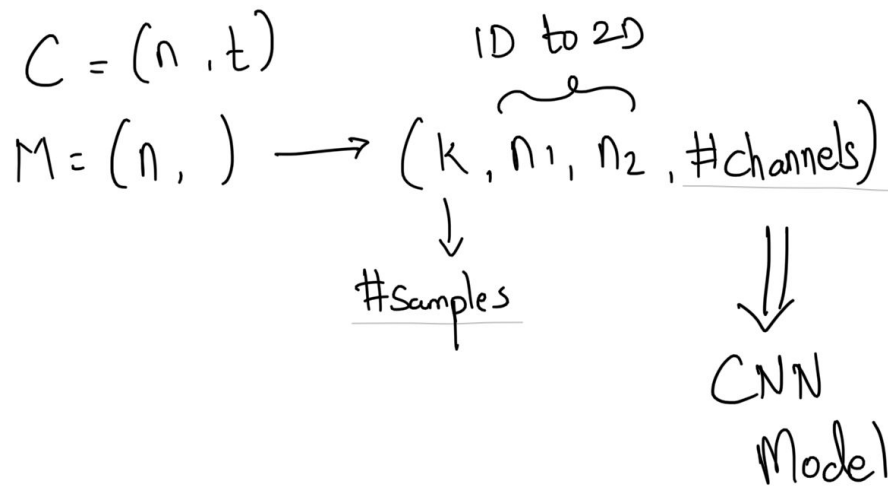 C = (n, t)
1D to 2D
M = (n, ) → (k, n1, n2, #channels)
#Samples
CNN
Model